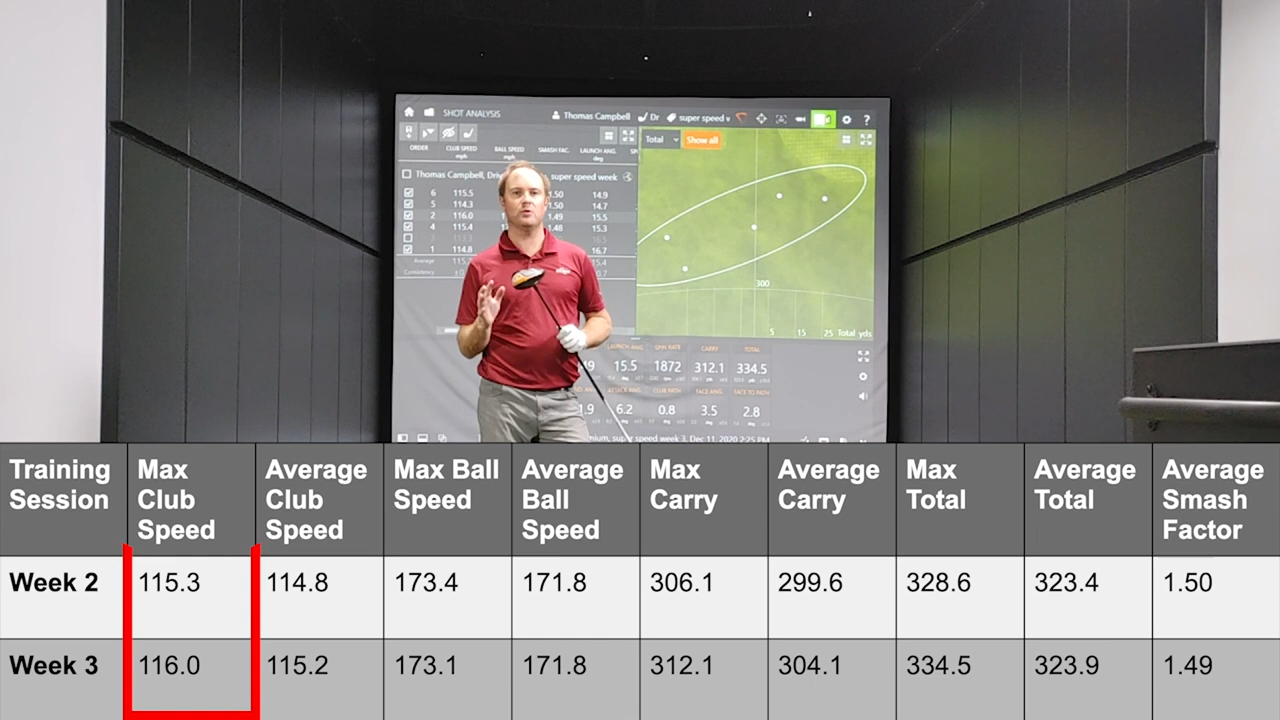 SHOT ANALYSIS
Thomas Campbell
Dr
super speed
ORDER CLUB SPEED BALL SPEED SMASH FAC. LAUNCH ANG.
mph mph deg
Total
Show all
Thomas Campbell, super speed week
6 115.5 1.50 14.9
5 114.3 1.50 14.7
2 116.0 1.49 15.5
4 115.4 1.48 15.3
1 114.8 16.7
Average
Consistency
300
5 15 25 Total yds
LAUNCH ANG. SPIN RATE CARRY TOTAL
15.5 1872 312.1 334.5
ATTACK ANG. CLUB PATH FACE ANG. FACE TO PATH
6.2 0.8 3.5 2.8
super speed week 3, Dec 11, 2020 2:25 PM
Training Session Max Club Speed Average Club Speed Max Ball Speed Average Ball Speed Max Carry Average Carry Max Total Average Total Average Smash Factor
Week 2 115.3 114.8 173.4 171.8 306.1 299.6 328.6 323.4 1.50
Week 3 116.0 115.2 173.1 171.8 312.1 304.1 334.5 323.9 1.49